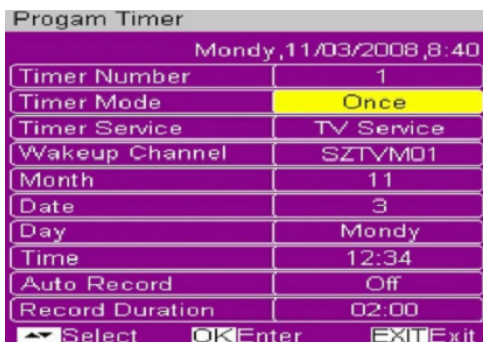 Progam Timer
Mondy,11/03/2008,8:40
Timer Number 1
Timer Mode Once
Timer Service TV Service
Wakeup Channel SZTVM01
Month 11
Date 3
Day Mondy
Time 12:34
Auto Record Off
Record Duration 02:00
Select OK Enter EXIT Exit